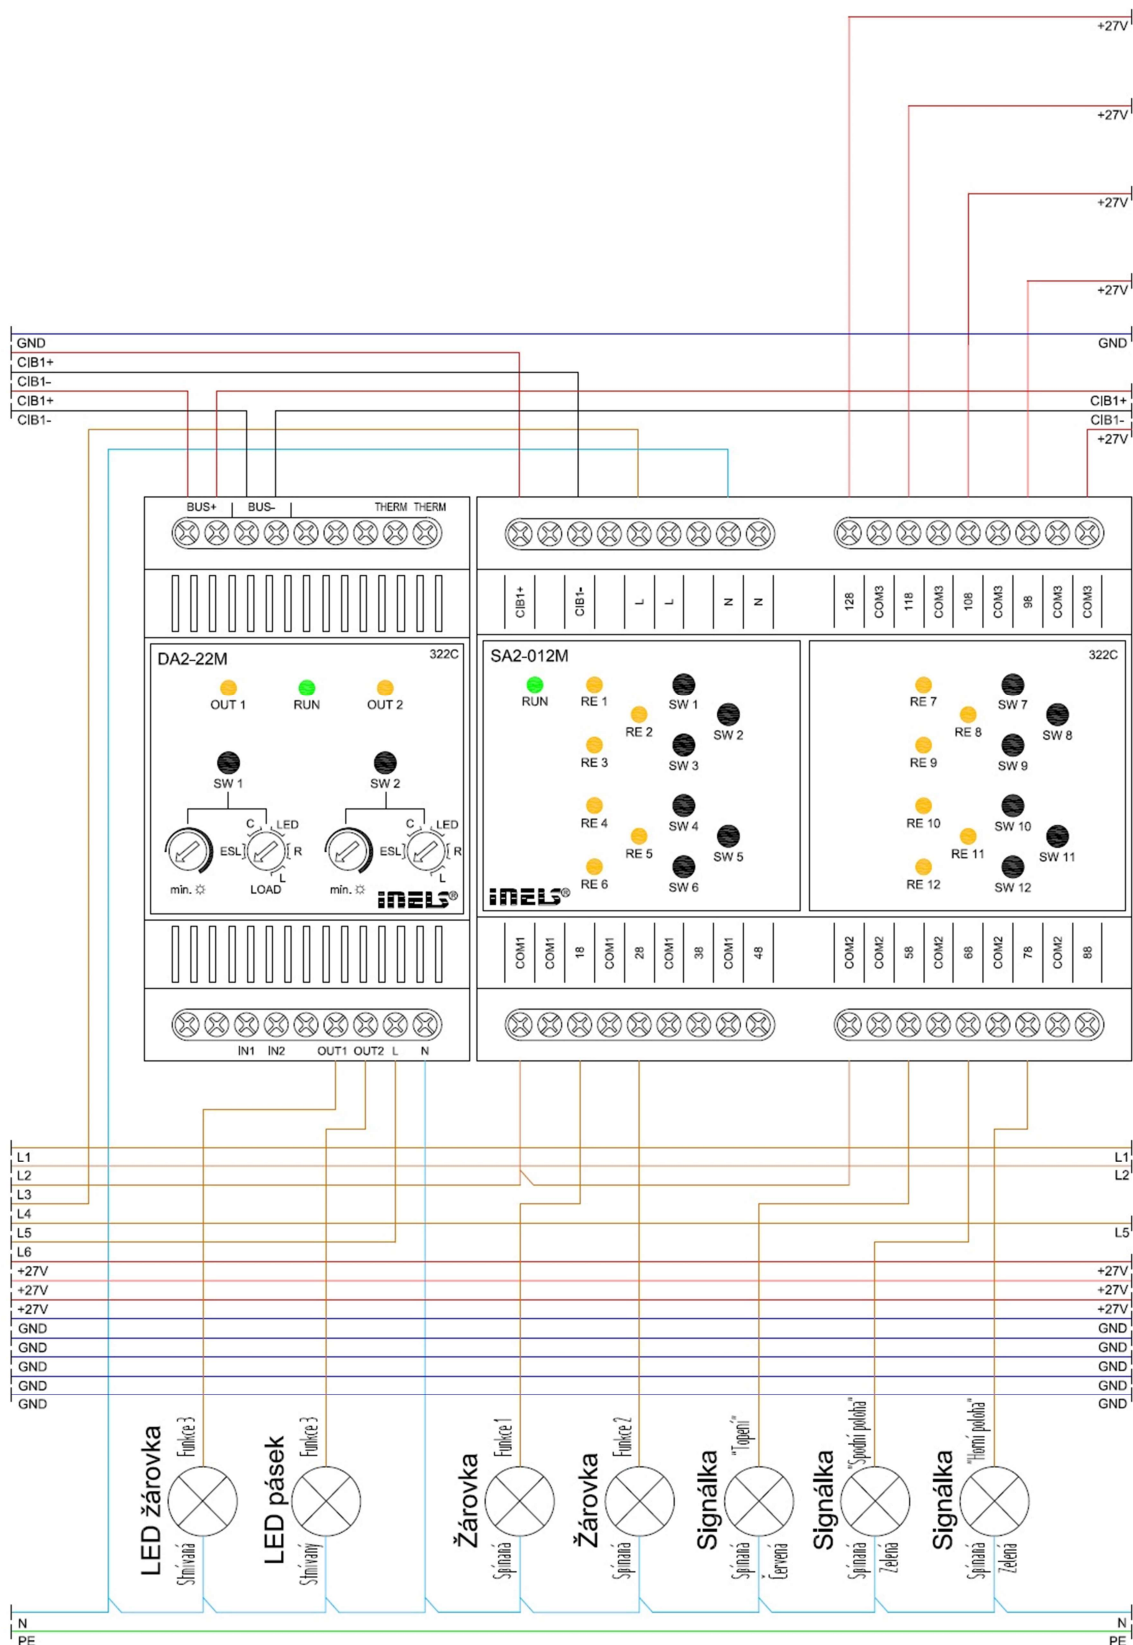 +27V
+27V
+27V
+27V
GND GND
CIB1+
CIB1-
CIB1+ CIB1+
CIB1- CIB1-
+27V
BUS+ BUS- THERM THERM
CIB1+ CIB1- L L N N 128 COM3 118 COM3 108 COM3 98 COM3 COM3
DA2-22M 322C SA2-012M 322C
OUT 1 RUN OUT 2
RUN RE 1 SW 1 RE 7 SW 7
RE 2 SW 2 RE 8 SW 8
RE 3 SW 3 RE 9 SW 9
SW 1 SW 2
C LED C LED
RE 4 SW 4 RE 10 SW 10
ESL R ESL R
RE 5 SW 5 RE 11 SW 11
L L
min. LOAD min.
RE 6 SW 6 RE 12 SW 12
iNELS® iNELS®
COM1 COM1 18 COM1 28 COM1 38 COM1 48 COM2 COM2 58 COM2 68 COM2 78 COM2 88
IN1 IN2 OUT1 OUT2 L N
L1 L1
L2 L2
L3
L4
L5 L5
L6
+27V +27V
+27V +27V
+27V +27V
GND GND
GND GND
GND GND
GND GND
GND GND
LED žárovka
Stmívaná Funkce 3
LED pásek
Stmívaný Funkce 3
Žárovka
Spínaná Funkce 1
Žárovka
Spínaná Funkce 2
Signálka
Spínaná "Topení"
Červená
Signálka
Spínaná "Spodní poloha"
Zelená
Signálka
Spínaná "Horní poloha"
Zelená
N N
PE PE